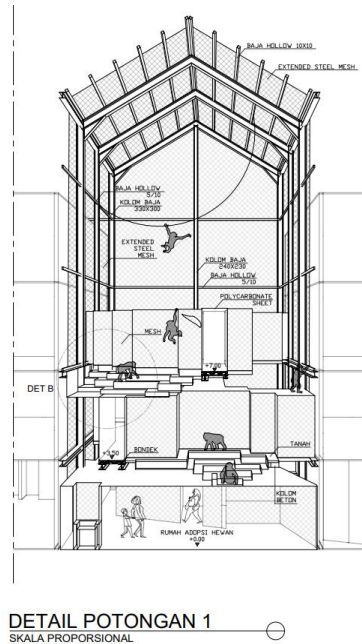 BAJA HOLLOW 10X10
EXTENDED STEEL MESH
BAJA HOLLOW
5/10
KOLOM BAJA
330X300
EXTENDED
STEEL
MESH
KOLOM BAJA
240X230
BAJA HOLLOW
5/10
POLYCARBONATE
SHEET
MESH
+7.00
DET B
+3.50
BONDEK
TANAH
KOLOM
BETON
RUMAH ADOPSI HEWAN
+0.00
DETAIL POTONGAN 1
SKALA PROPORSIONAL